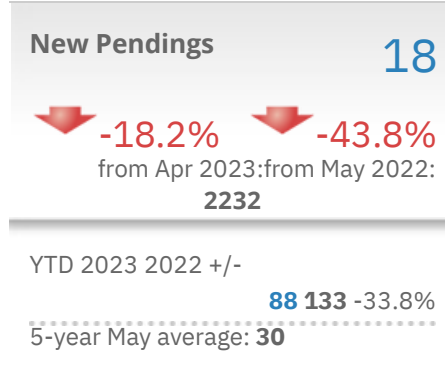 New Pendings 18
-18.2% -43.8%
from Apr 2023:from May 2022:
2232
YTD 2023 2022 +/-
88 133 -33.8%
5-year May average: 30